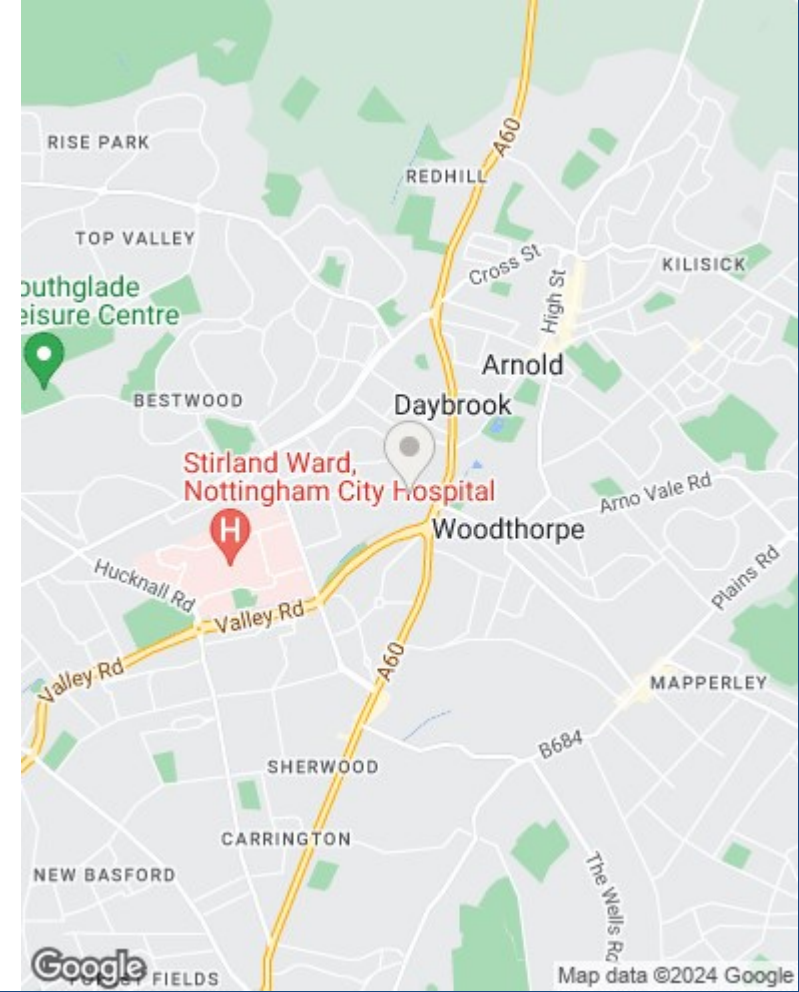 A60
RISE PARK
REDHILL
TOP VALLEY
Cross St
KILISICK
outhglade
eisure Centre
High St
Arnold
BESTWOOD
Daybrook
Stirland Ward,
Nottingham City Hospital
H
Arno Vale Rd
Woodthorpe
Hucknall Rd
Plains Rd
Valley Rd
Valley Rd
A60
MAPPERLEY
B684
SHERWOOD
CARRINGTON
NEW BASFORD
The Wells Ro
Google
FIELDS
Map data ©2024 Google